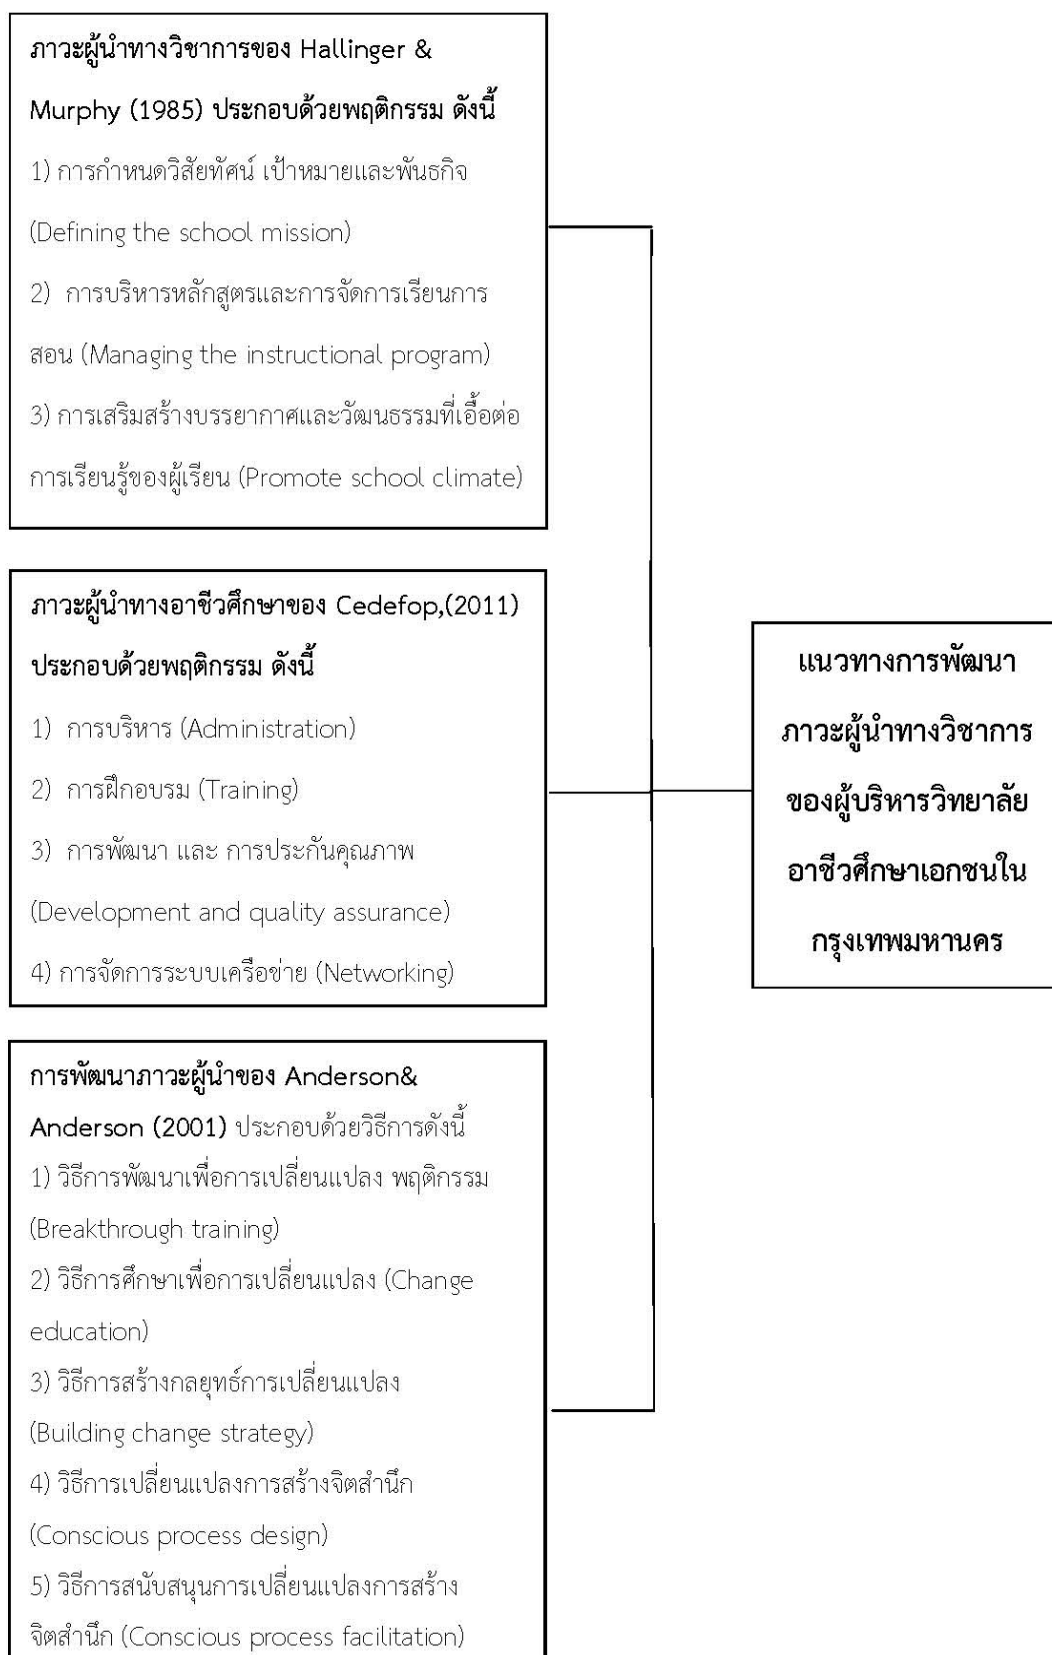 ภาวะผู้นำทางวิชาการของ Hallinger &
Murphy (1985) ประกอบด้วยพฤติกรรม ดังนี้
1) การกำหนดวิสัยทัศน์ เป้าหมายและพันธกิจ
(Defining the school mission)
2) การบริหารหลักสูตรและการจัดการเรียนการ
สอน (Managing the instructional program)
3) การเสริมสร้างบรรยากาศและวัฒนธรรมที่เอื้อต่อ
การเรียนรู้ของผู้เรียน (Promote school climate)
ภาวะผู้นำทางอาชีวศึกษาของ Cedefop,(2011)
ประกอบด้วยพฤติกรรม ดังนี้
1) การบริหาร (Administration)
2) การฝึกอบรม (Training)
3) การพัฒนา และ การประกันคุณภาพ
(Development and quality assurance)
4) การจัดการระบบเครือข่าย (Networking)
การพัฒนาภาวะผู้นำของ Anderson&
Anderson (2001) ประกอบด้วยวิธีการดังนี้
1) วิธีการพัฒนาเพื่อการเปลี่ยนแปลง พฤติกรรม
(Breakthrough training)
2) วิธีการศึกษาเพื่อการเปลี่ยนแปลง (Change
education)
3) วิธีการสร้างกลยุทธ์การเปลี่ยนแปลง
(Building change strategy)
4) วิธีการเปลี่ยนแปลงการสร้างจิตสำนึก
(Conscious process design)
5) วิธีการสนับสนุนการเปลี่ยนแปลงการสร้าง
จิตสำนึก (Conscious process facilitation)
แนวทางการพัฒนา
ภาวะผู้นำทางวิชาการ
ของผู้บริหารวิทยาลัย
อาชีวศึกษาเอกชนใน
กรุงเทพมหานคร